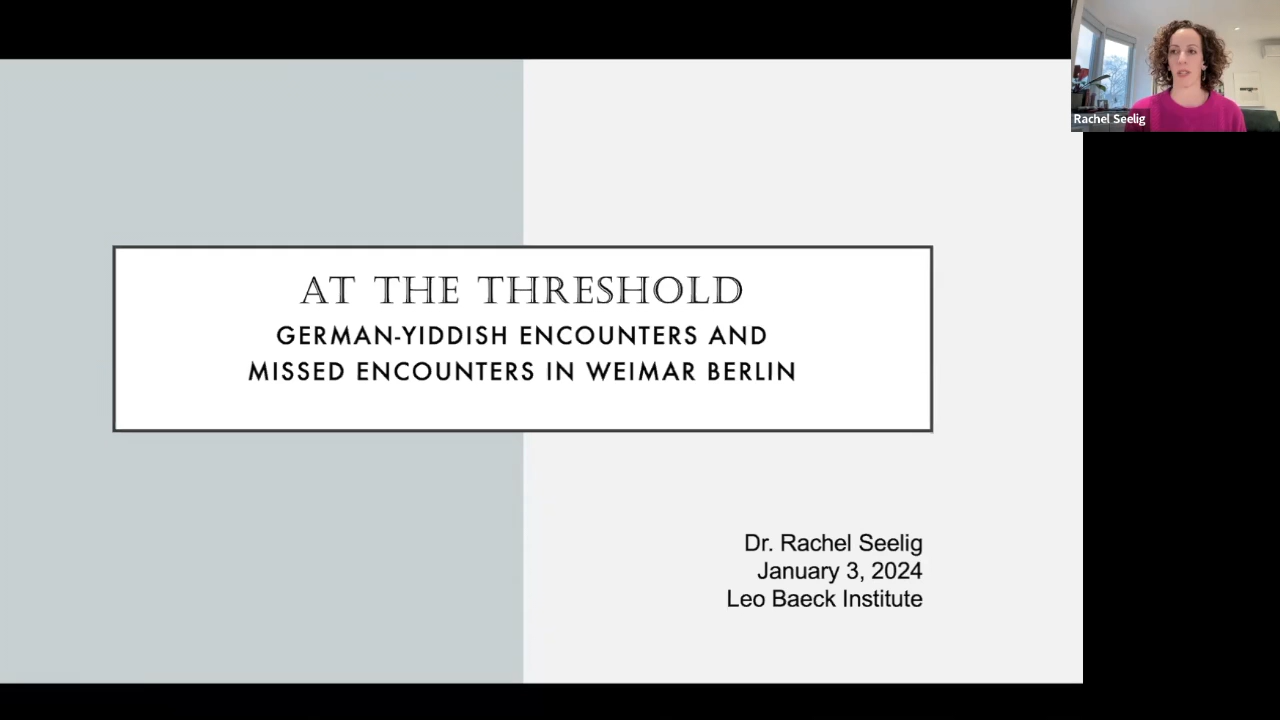 Rachel Seelig
AT THE THRESHOLD
GERMAN-YIDDISH ENCOUNTERS AND
MISSED ENCOUNTERS IN WEIMAR BERLIN
Dr. Rachel Seelig
January 3, 2024
Leo Baeck Institute